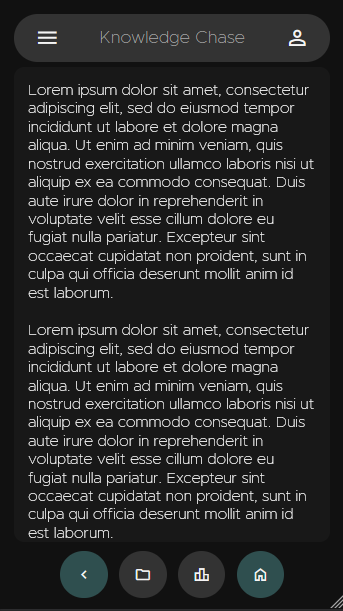 Knowledge Chase
Lorem ipsum dolor sit amet, consectetur
adipiscing elit, sed do eiusmod tempor
incididunt ut labore et dolore magna
aliqua. Ut enim ad minim veniam, quis
nostrud exercitation ullamco laboris nisi ut
aliquip ex ea commodo consequat. Duis
aute irure dolor in reprehenderit in
voluptate velit esse cillum dolore eu
fugiat nulla pariatur. Excepteur sint
occaecat cupidatat non proident, sunt in
culpa qui officia deserunt mollit anim id
est laborum.
Lorem ipsum dolor sit amet, consectetur
adipiscing elit, sed do eiusmod tempor
incididunt ut labore et dolore magna
aliqua. Ut enim ad minim veniam, quis
nostrud exercitation ullamco laboris nisi ut
aliquip ex ea commodo consequat. Duis
aute irure dolor in reprehenderit in
voluptate velit esse cillum dolore eu
fugiat nulla pariatur. Excepteur sint
occaecat cupidatat non proident, sunt in
culpa qui officia deserunt mollit anim id
est laborum.